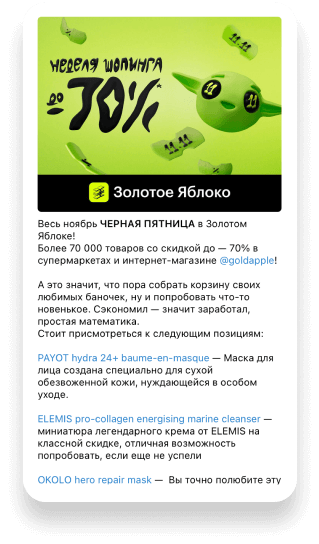 НЕДЕЛЯ ШОПИНГА
ДО 70%*
Золотое Яблоко
Весь ноябрь ЧЕРНАЯ ПЯТНИЦА в Золотом
Яблоке!
Более 70 000 товаров со скидкой до — 70% в
супермаркетах и интернет-магазине @goldapple!
А это значит, что пора собрать корзину своих
любимых баночек, ну и попробовать что-то
новенькое. Сэкономил — значит заработал,
простая математика.
Стоит присмотреться к следующим позициям:
PAYOT hydra 24+ baume-en-masque — Маска для
лица создана специально для сухой
обезвоженной кожи, нуждающейся в особом
уходе.
ELEMIS pro-collagen energising marine cleanser —
миниатюра легендарного крема от ELEMIS на
классной скидке, отличная возможность
попробовать, если еще не успели
OKOLO hero repair mask — Вы точно полюбите эту